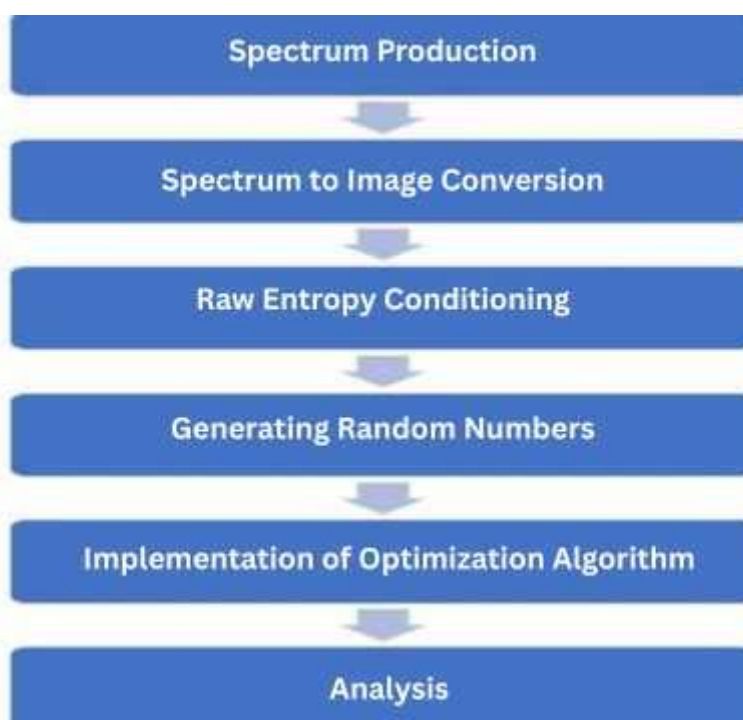 Spectrum Production
Spectrum to Image Conversion
Raw Entropy Conditioning
Generating Random Numbers
Implementation of Optimization Algorithm
Analysis